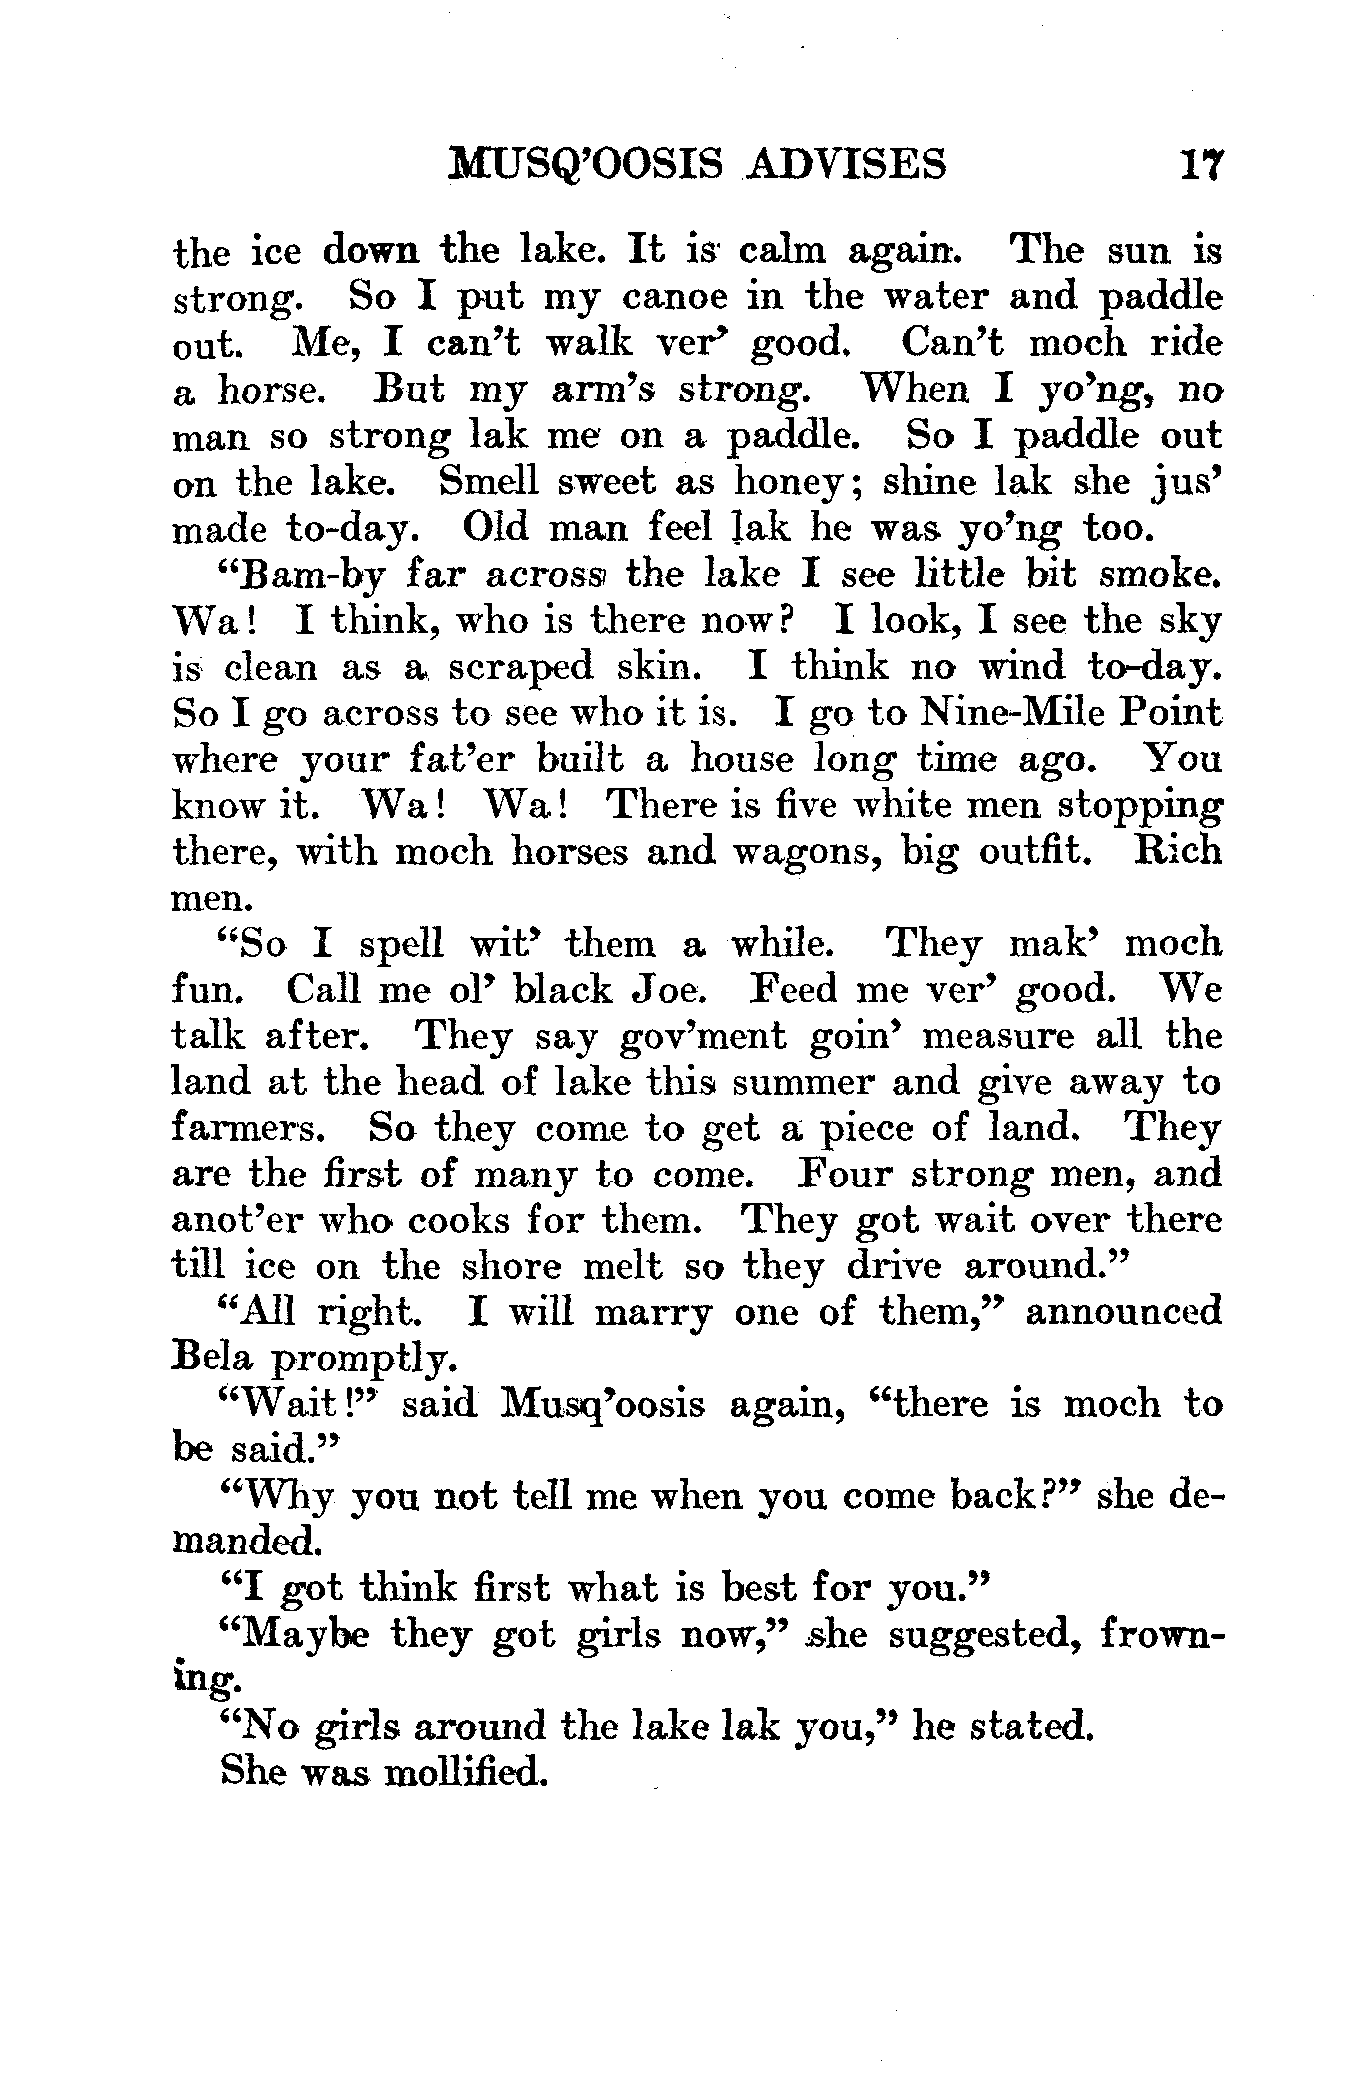 MUSQ'OOSIS ADVISES 17
the ice down the lake. It is calm again. The sun is
strong. So I put my canoe in the water and paddle
out. Me, I can't walk ver' good. Can't moch ride
a horse. But my arm's strong. When I yo'ng, no
man so strong lak me on a paddle. So I paddle out
on the lake. Smell sweet as honey; shine lak she jus'
made to-day. Old man feel lak he was yo'ng too.
"Bam-by far across the lake I see little bit smoke.
Wa! I think, who is there now? I look, I see the sky
is clean as a scraped skin. I think no wind to-day.
So I go across to see who it is. I go to Nine-Mile Point
where your fat'er built a house long time ago. You
know it. Wa! Wa! There is five white men stopping
there, with moch horses and wagons, big outfit. Rich
men.
"So I spell wit' them a while. They mak' moch
fun. Call me ol' black Joe. Feed me ver' good. We
talk after. They say gov'ment goin' measure all the
land at the head of lake this summer and give away to
farmers. So they come to get a piece of land. They
are the first of many to come. Four strong men, and
anot'er who cooks for them. They got wait over there
till ice on the shore melt so they drive around."
"All right. I will marry one of them," announced
Bela promptly.
"Wait!" said Musq'oosis again, "there is moch to
be said."
"Why you not tell me when you come back?" she de-
manded.
"I got think first what is best for you."
"Maybe they got girls now," she suggested, frown-
ing.
"No girls around the lake lak you," he stated.
She was mollified.